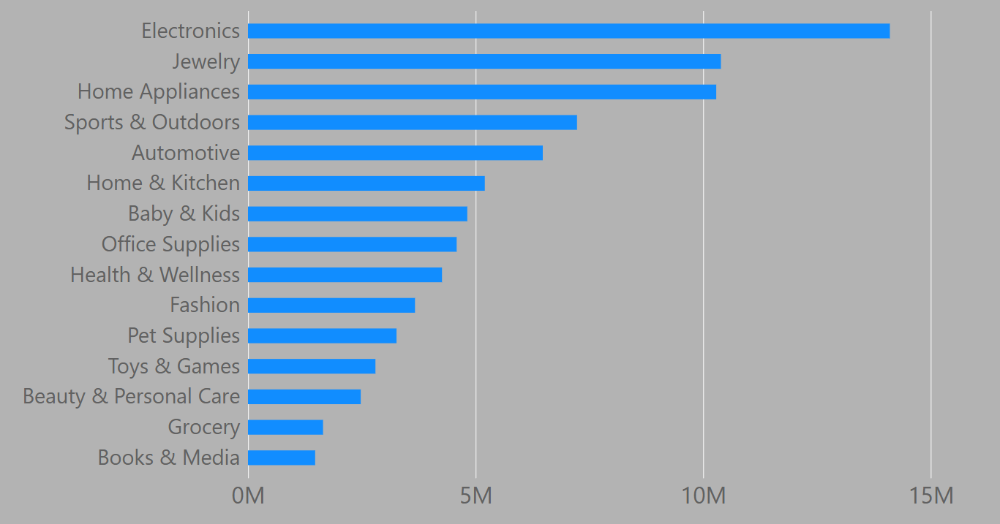 Electronics
Jewelry
Home Appliances
Sports & Outdoors
Automotive
Home & Kitchen
Baby & Kids
Office Supplies
Health & Wellness
Fashion
Pet Supplies
Toys & Games
Beauty & Personal Care
Grocery
Books & Media
0M 5M 10M 15M